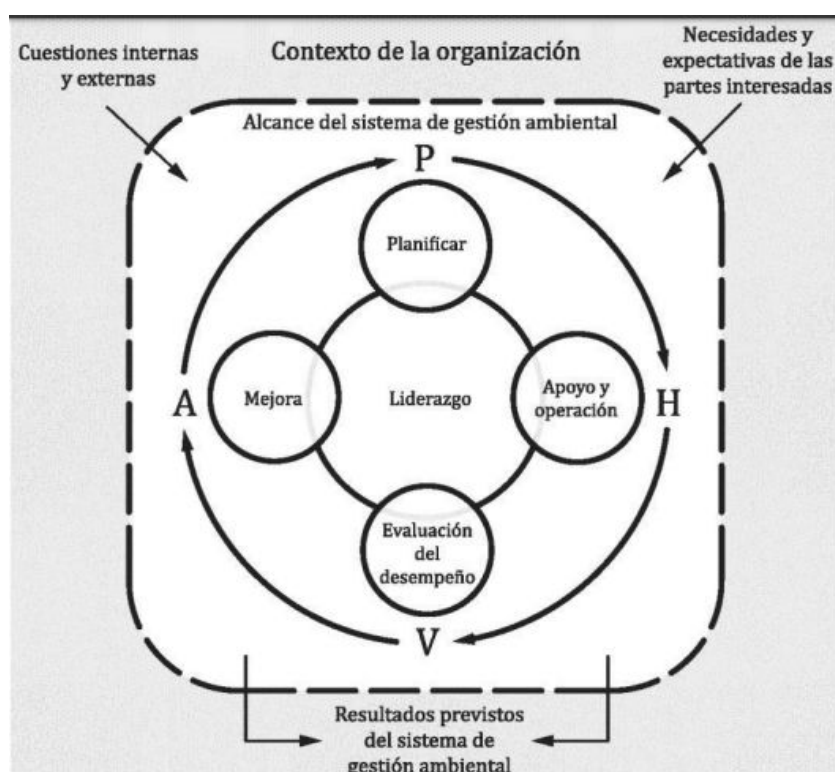 Cuestiones internas
y externas
Contexto de la organización
Necesidades y
expectativas de las
partes interesadas
Alcance del sistema de gestión ambiental
P
Planificar
A
Mejora
Liderazgo
Apoyo y
operación
H
Evaluación
del
desempeño
V
Resultados previstos
del sistema de
gestión ambiental